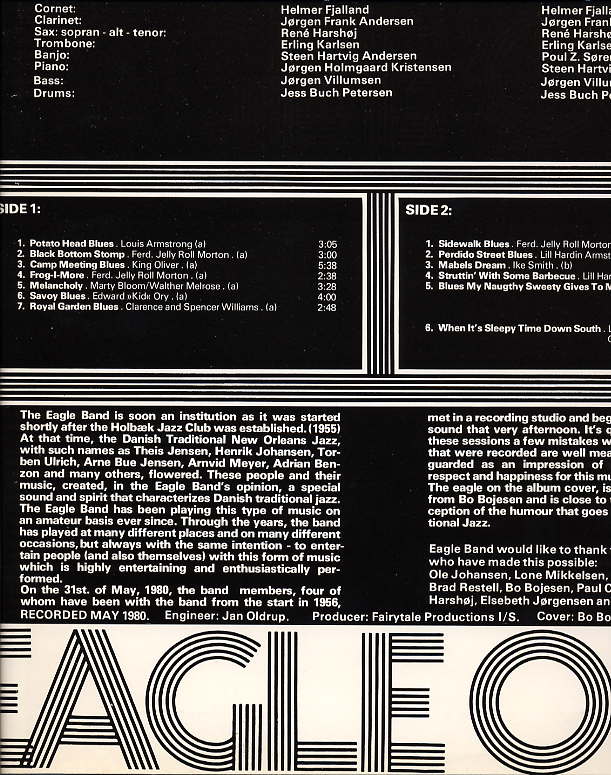 Cornet: Helmer Fjalland Helmer Fjall
Clarinet: Jørgen Frank Andersen Jørgen Fran
Sax: sopran - alt - tenor: René Harshøj René Harshø
Trombone: Erling Karlsen Erling Karlse
Banjo: Steen Hartvig Andersen Poul Z. Søre
Piano: Jørgen Holmgaard Kristensen Steen Hartvi
Bass: Jørgen Villumsen Jørgen Villu
Drums: Jess Buch Petersen Jess Buch Pe
SIDE 1:
1. Potato Head Blues . Louis Armstrong (a) 3:05
2. Black Bottom Stomp . Ferd. Jelly Roll Morton . (a) 3:00
3. Camp Meeting Blues . King Oliver . (a) 5:38
4. Frog-I-More . Ferd. Jelly Roll Morton . (a) 2:38
5. Melancholy . Marty Bloom/Walther Melrose . (a) 3:28
6. Savoy Blues . Edward »Kid« Ory . (a) 4:00
7. Royal Garden Blues . Clarence and Spencer Williams . (a) 2:48
SIDE 2:
1. Sidewalk Blues . Ferd. Jelly Roll Morton
2. Perdido Street Blues . Lill Hardin Armst
3. Mabels Dream . Ike Smith . (b)
4. Struttin' With Some Barbecue . Lill Har
5. Blues My Naugthy Sweety Gives To M
6. When It's Sleepy Time Down South . L
The Eagle Band is soon an institution as it was started
shortly after the Holbæk Jazz Club was established. (1955)
At that time, the Danish Traditional New Orleans Jazz,
with such names as Theis Jensen, Henrik Johansen, Tor-
ben Ulrich, Arne Bue Jensen, Arnvid Meyer, Adrian Ben-
zon and many others, flowered. These people and their
music, created, in the Eagle Band's opinion, a special
sound and spirit that characterizes Danish traditional jazz.
The Eagle Band has been playing this type of music on
an amateur basis ever since. Through the years, the band
has played at many different places and on many different
occasions, but always with the same intention - to enter-
tain people (and also themselves) with this form of music
which is highly entertaining and enthusiastically per-
formed.
On the 31st. of May, 1980, the band members, four of
whom have been with the band from the start in 1956,
met in a recording studio and beg
sound that very afternoon. It's o
these sessions a few mistakes w
that were recorded are well mea
guarded as an impression of
respect and happiness for this mu
The eagle on the album cover, is
from Bo Bojesen and is close to
ception of the humour that goes
tional Jazz.
Eagle Band would like to thank
who have made this possible:
Ole Johansen, Lone Mikkelsen,
Brad Restell, Bo Bojesen, Paul C
Harshøj, Elsebeth Jørgensen an
RECORDED MAY 1980. Engineer: Jan Oldrup. Producer: Fairytale Productions I/S. Cover: Bo Bo
EAGLE O